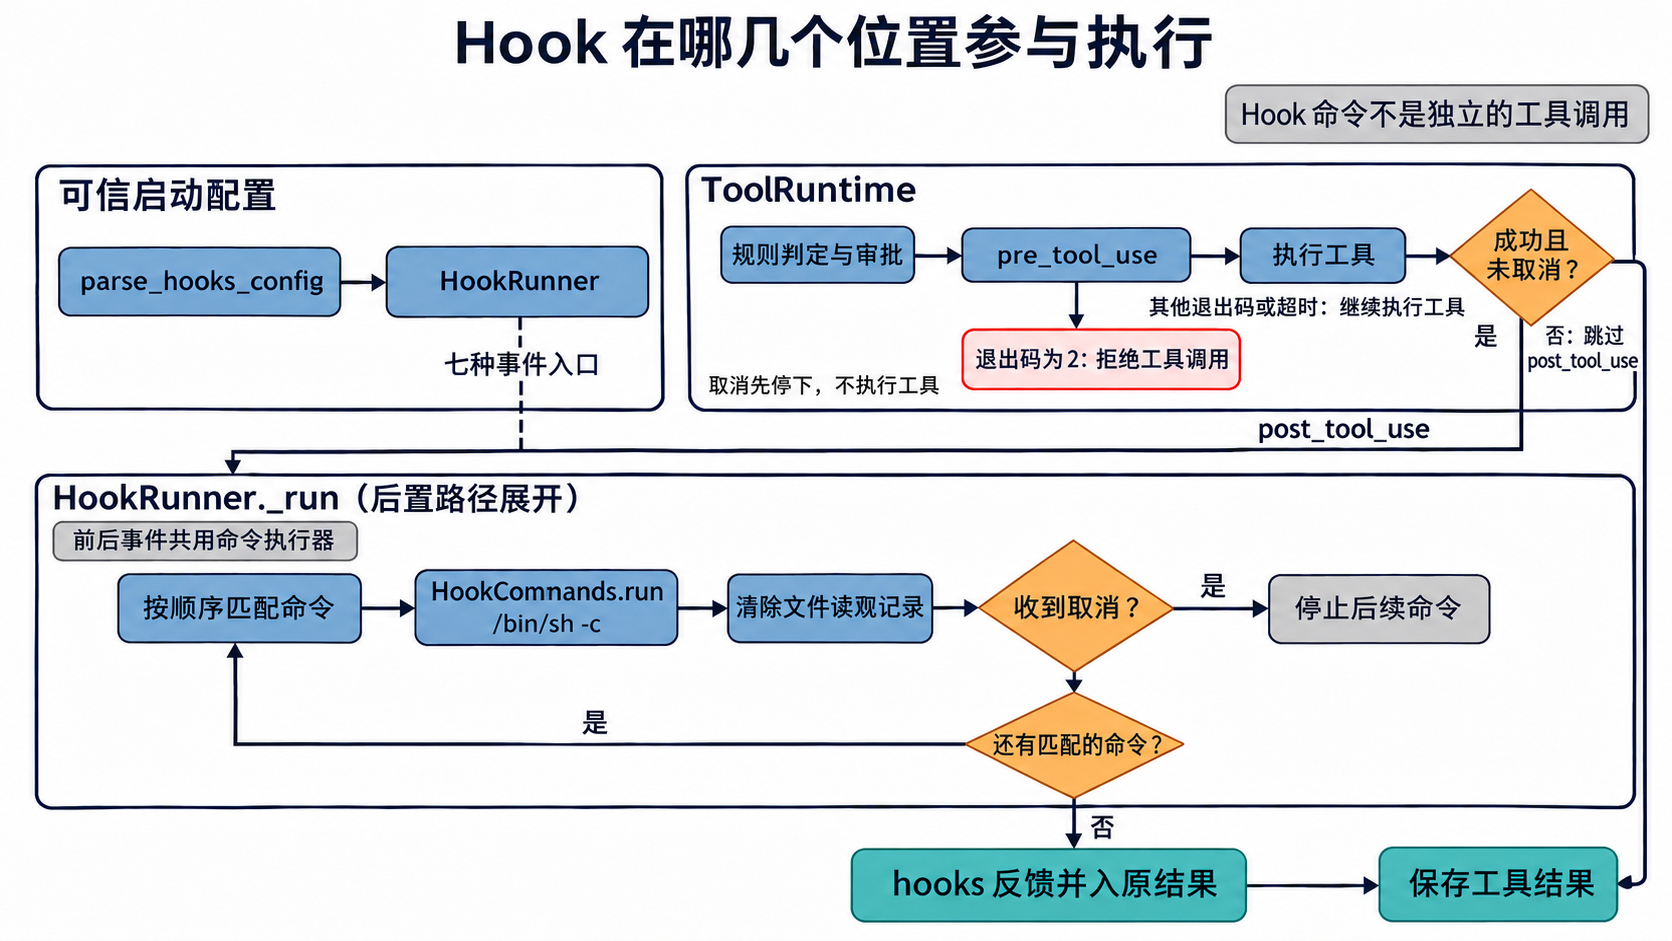 Hook 在哪几个位置参与执行
Hook 命令不是独立的工具调用
可信启动配置
parse_hooks_config
HookRunner
七种事件入口
ToolRuntime
规则判定与审批
pre_tool_use
执行工具
成功且
未取消？
其他退出码或超时：继续执行工具
退出码为2：拒绝工具调用
取消先停下，不执行工具
是
否：跳过
post_tool_use
post_tool_use
HookRunner._run（后置路径展开）
前后事件共用命令执行器
按顺序匹配命令
HookCommands.run
/bin/sh -c
清除文件读观记录
收到取消？
是
停止后续命令
还有匹配的命令？
是
否
hooks 反馈并入原结果
保存工具结果